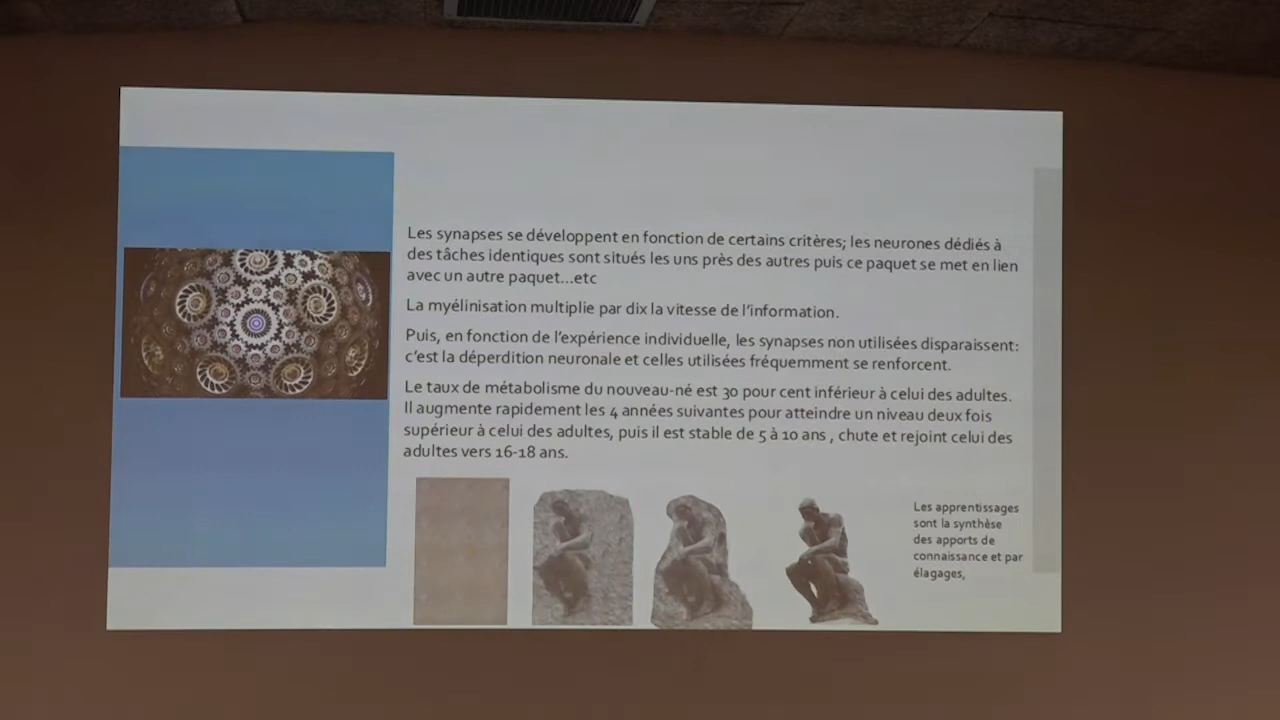 Les synapses se développent en fonction de certains critères; les neurones dédiés à
des tâches identiques sont situés les uns près des autres puis ce paquet se met en lien
avec un autre paquet...etc
La myélinisation multiplie par dix la vitesse de l'information.
Puis, en fonction de l'expérience individuelle, les synapses non utilisées disparaissent:
c'est la déperdition neuronale et celles utilisées fréquemment se renforcent.
Le taux de métabolisme du nouveau-né est 30 pour cent inférieur à celui des adultes.
Il augmente rapidement les 4 années suivantes pour atteindre un niveau deux fois
supérieur à celui des adultes, puis il est stable de 5 à 10 ans , chute et rejoint celui des
adultes vers 16-18 ans.
Les apprentissages
sont la synthèse
des apports de
connaissance et par
élagages,